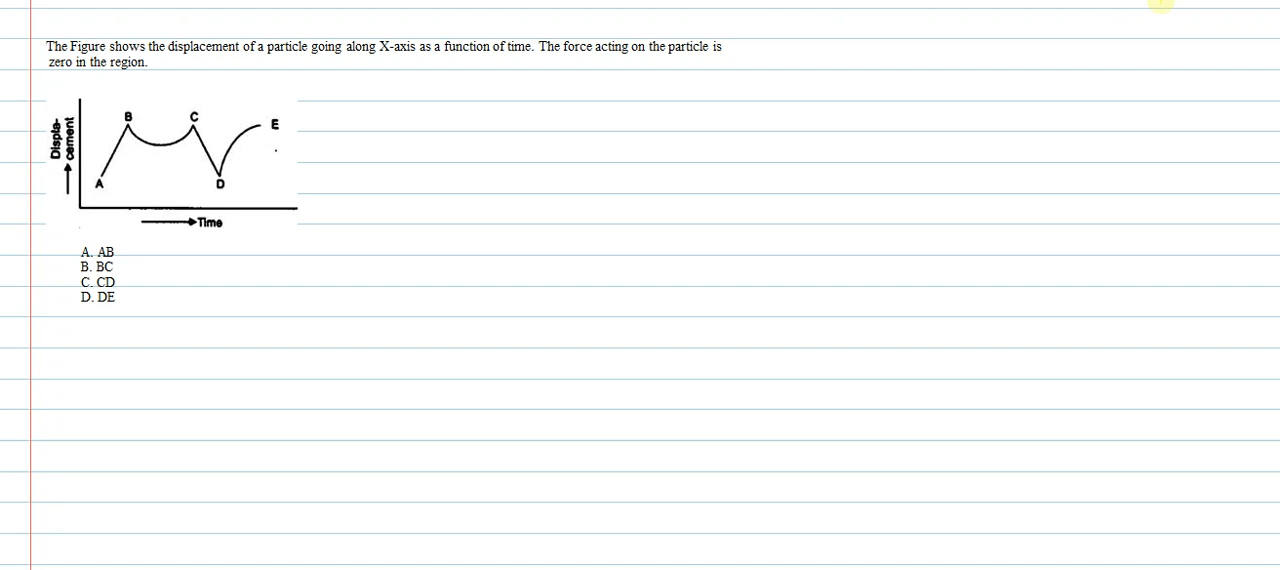 The Figure shows the displacement of a particle going along X-axis as a function of time. The force acting on the particle is
zero in the region.
Displa-
cement
B
C
E
A
D
Time
A. AB
B. BC
C. CD
D. DE